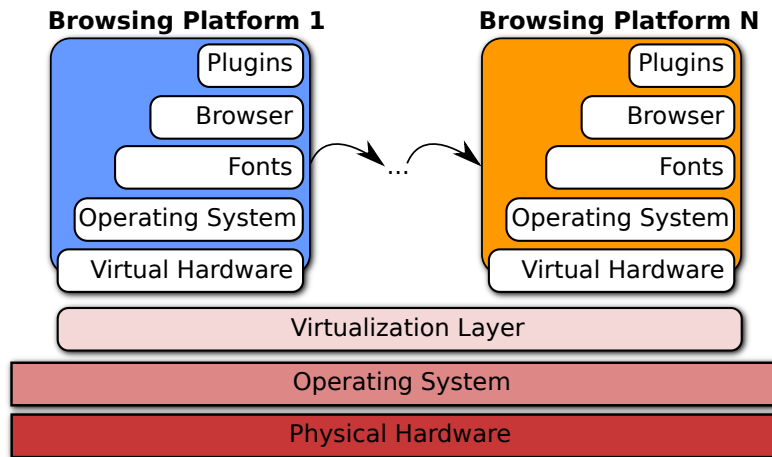 Browsing Platform 1
Plugins
Browser
Fonts
Operating System
Virtual Hardware
...
Browsing Platform N
Plugins
Browser
Fonts
Operating System
Virtual Hardware
Virtualization Layer
Operating System
Physical Hardware